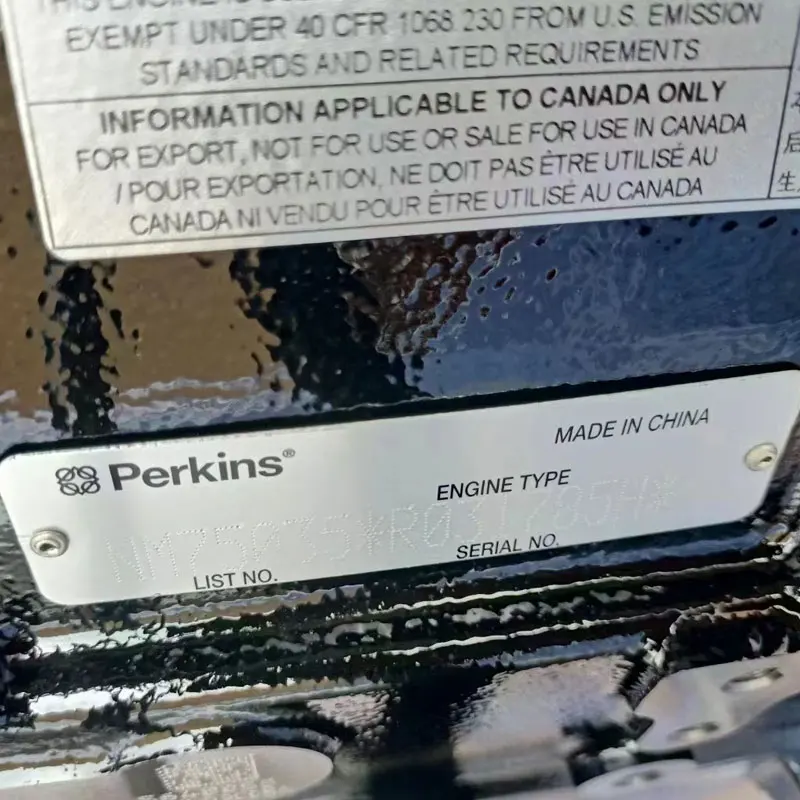 EXEMPT UNDER 40 CFR 1068.230 FROM U.S. EMISSION
STANDARDS AND RELATED REQUIREMENTS
INFORMATION APPLICABLE TO CANADA ONLY
FOR EXPORT, NOT FOR USE OR SALE FOR USE IN CANADA
/ POUR EXPORTATION, NE DOIT PAS ÊTRE UTILISÉ AU
CANADA NI VENDU POUR ÊTRE UTILISÉ AU CANADA
后
生
Perkins®
MADE IN CHINA
ENGINE TYPE
LIST NO.
SERIAL NO.